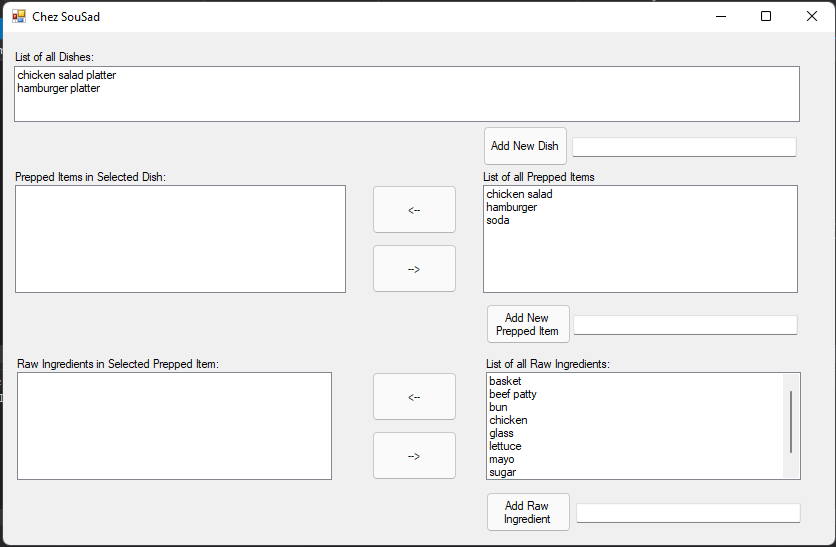 Chez SouSad
List of all Dishes:
chicken salad platter
hamburger platter
Add New Dish
Prepped Items in Selected Dish:
<--
-->
List of all Prepped Items
chicken salad
hamburger
soda
Add New
Prepped Item
Raw Ingredients in Selected Prepped Item:
<--
-->
List of all Raw Ingredients:
basket
beef patty
bun
chicken
glass
lettuce
mayo
sugar
Add Raw
Ingredient